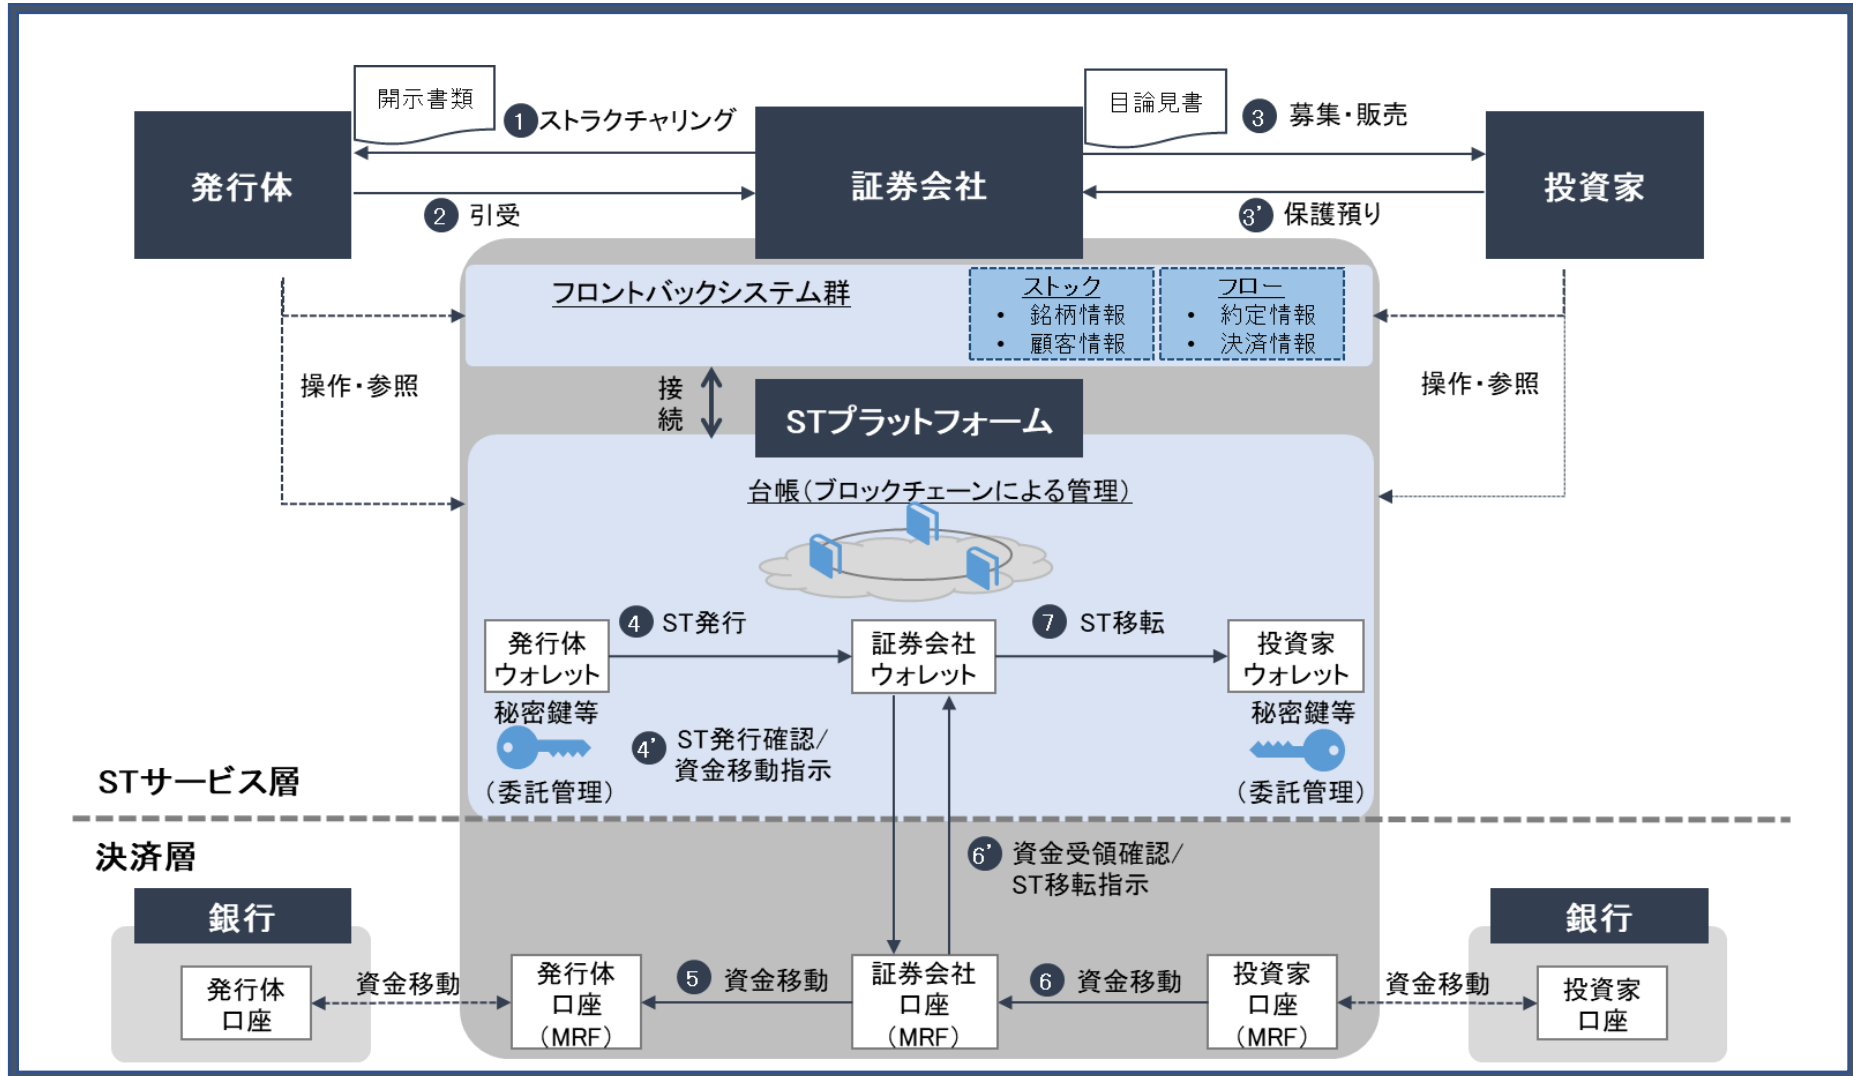 開示書類
❶ストラクチャリング
目論見書
❸ 募集・販売
発行体
証券会社
投資家
❷ 引受
3’ 保護預り
フロントバックシステム群
ストック
• 銘柄情報
• 顧客情報
フロー
• 約定情報
• 決済情報
操作・参照
接
続
操作・参照
STプラットフォーム
台帳（ブロックチェーンによる管理）
❹ ST発行
❼ ST移転
発行体
ウォレット
証券会社
ウォレット
投資家
ウォレット
秘密鍵等
（委託管理）
4’ ST発行確認/
資金移動指示
秘密鍵等
（委託管理）
STサービス層
決済層
6’ 資金受領確認/
ST移転指示
銀行
銀行
発行体
口座
資金移動
発行体
口座
（MRF）
❺ 資金移動
証券会社
口座
（MRF）
❻ 資金移動
投資家
口座
（MRF）
資金移動
投資家
口座